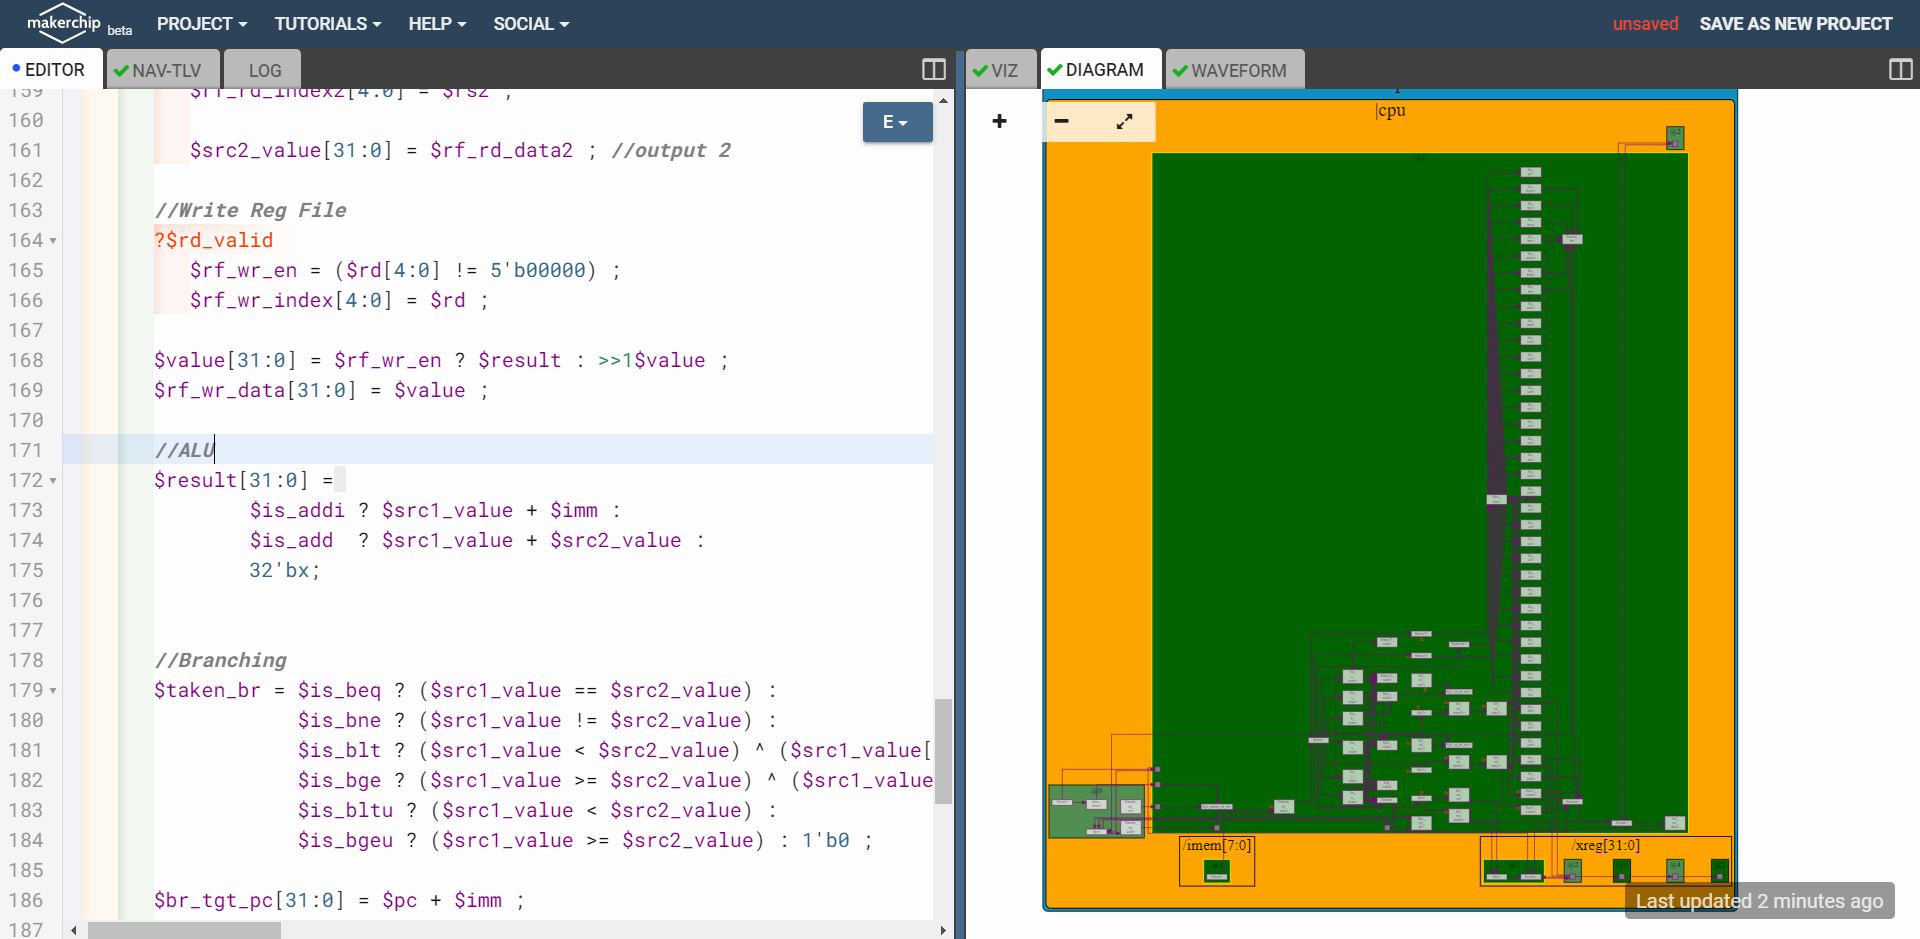 makerchip beta
PROJECT TUTORIALS HELP SOCIAL
unsaved SAVE AS NEW PROJECT
EDITOR NAV-TLV LOG
VIZ DIAGRAM WAVEFORM
159 $rf_rd_index2[4:0] = $rs2 ;
160
161 $src2_value[31:0] = $rf_rd_data2 ; //output 2
162
163 //Write Reg File
164 ?$rd_valid
165 $rf_wr_en = ($rd[4:0] != 5'b00000) ;
166 $rf_wr_index[4:0] = $rd ;
167
168 $value[31:0] = $rf_wr_en ? $result : >>1$value ;
169 $rf_wr_data[31:0] = $value ;
170
171 //ALU
172 $result[31:0] =
173 $is_addi ? $src1_value + $imm :
174 $is_add ? $src1_value + $src2_value :
175 32'bx;
176
177
178 //Branching
179 $taken_br = $is_beq ? ($src1_value == $src2_value) :
180 $is_bne ? ($src1_value != $src2_value) :
181 $is_blt ? ($src1_value < $src2_value) ^ ($src1_value[
182 $is_bge ? ($src1_value >= $src2_value) ^ ($src1_value
183 $is_bltu ? ($src1_value < $src2_value) :
184 $is_bgeu ? ($src1_value >= $src2_value) : 1'b0 ;
185
186 $br_tgt_pc[31:0] = $pc + $imm ;
187
E
|cpu
/imem[7:0]
/xreg[31:0]
Last updated 2 minutes ago